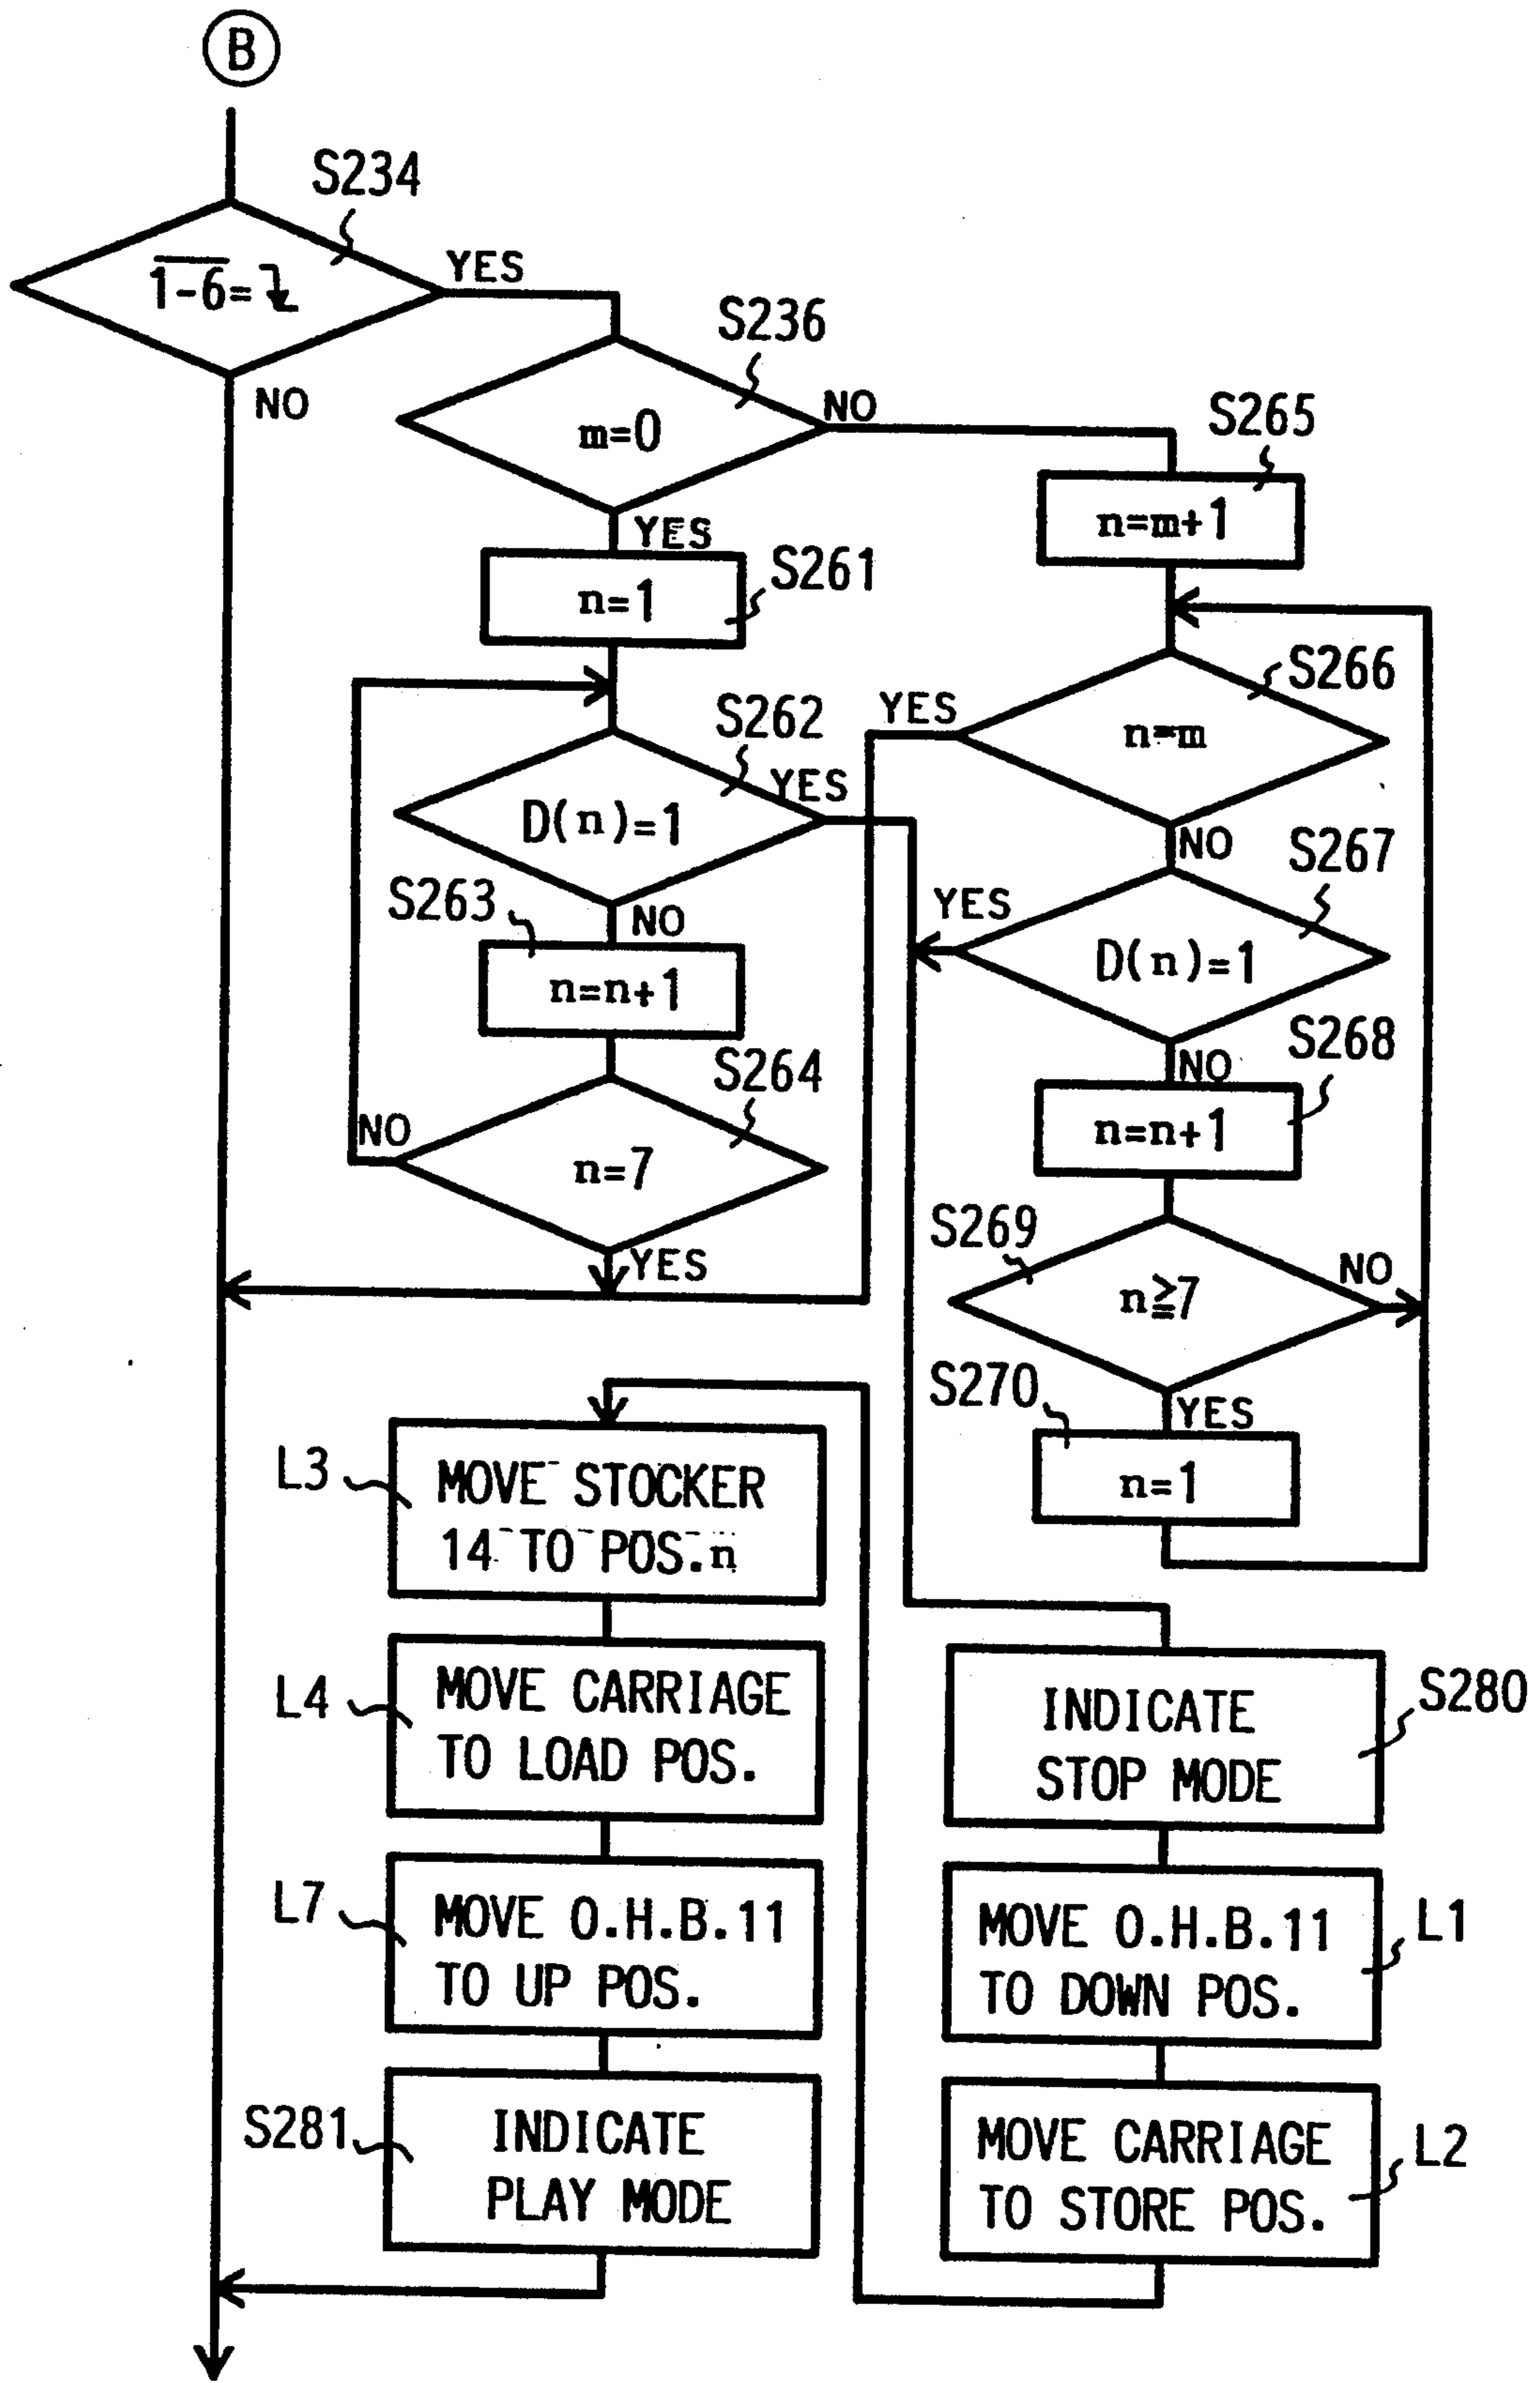 B
S234
1-6=
YES
NO
S236
m=0
NO
YES
S265
n=m+1
S261
n=1
S266
n=m
YES
NO
S262
D(n)=1
YES
NO
S267
D(n)=1
YES
NO
S263
n=n+1
S268
n=n+1
S264
n=7
NO
YES
S269
n≧7
NO
YES
S270
n=1
S280
INDICATE
STOP MODE
L1
MOVE O.H.B.11
TO DOWN POS.
L2
MOVE CARRIAGE
TO STORE POS.
L3
MOVE STOCKER
14 TO POS.n
L4
MOVE CARRIAGE
TO LOAD POS.
L7
MOVE O.H.B.11
TO UP POS.
S281
INDICATE
PLAY MODE